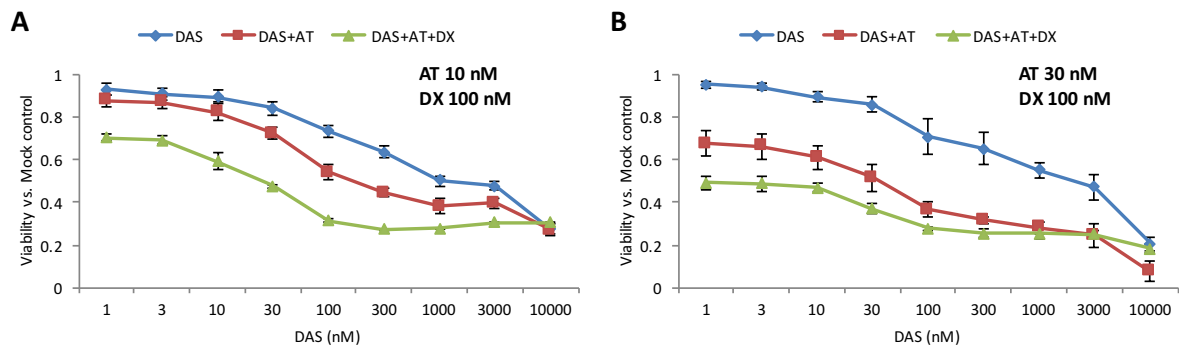 A
DAS DAS+AT DAS+AT+DX
AT 10 nM
DX 100 nM
Viability vs. Mock control
1
0.8
0.6
0.4
0.2
0
1 3 10 30 100 300 1000 3000 10000
DAS (nM)
B
DAS DAS+AT DAS+AT+DX
AT 30 nM
DX 100 nM
Viability vs. Mock control
1
0.8
0.6
0.4
0.2
0
1 3 10 30 100 300 1000 3000 10000
DAS (nM)